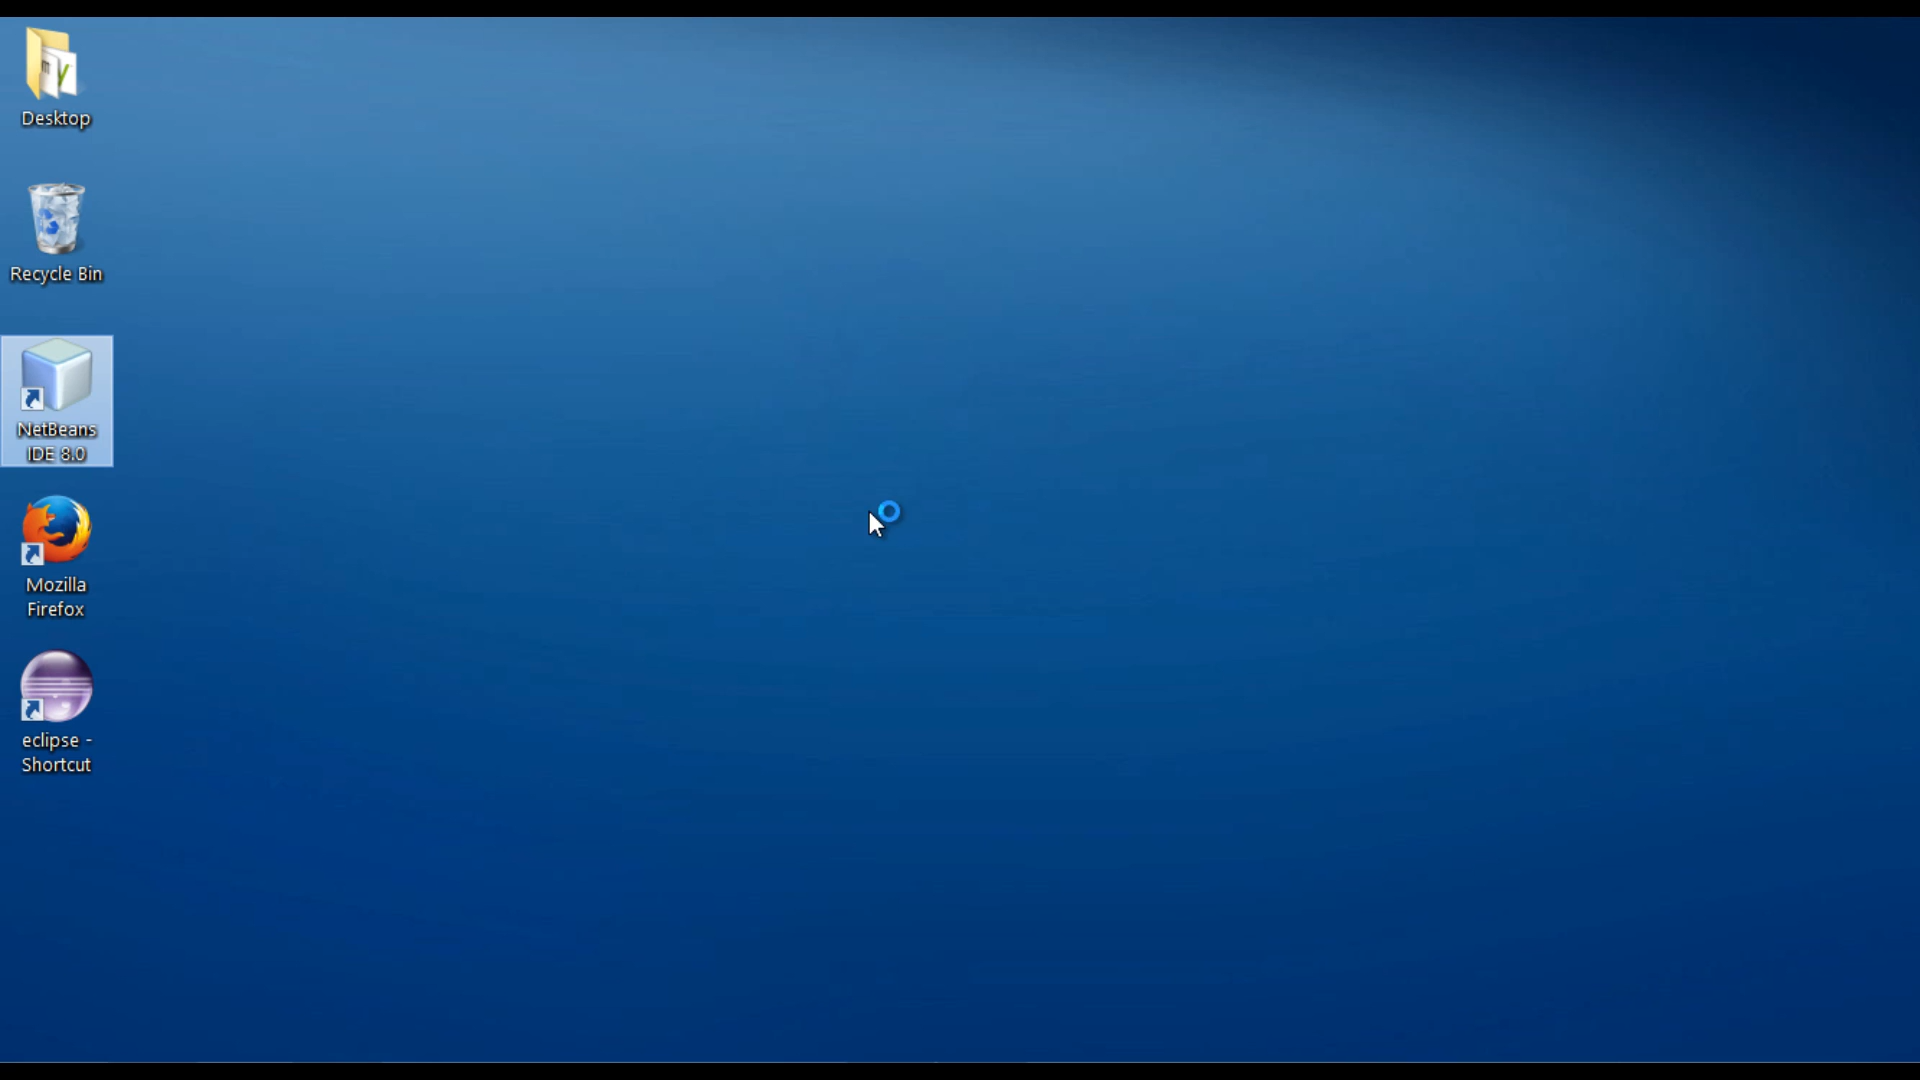 Desktop
Recycle Bin
NetBeans
IDE 8.0
Mozilla
Firefox
eclipse -
Shortcut